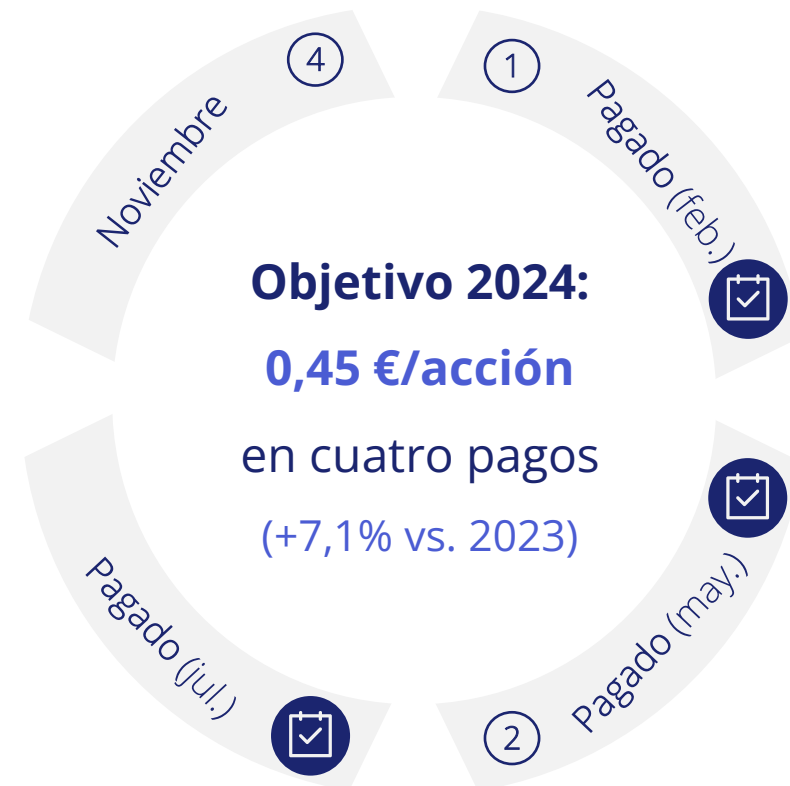 Objetivo 2024:
0,45 €/acción
en cuatro pagos
(+7,1% vs. 2023)
1
Pagado (feb.)
2
Pagado (may.)
Pagado (jul.)
4
Noviembre